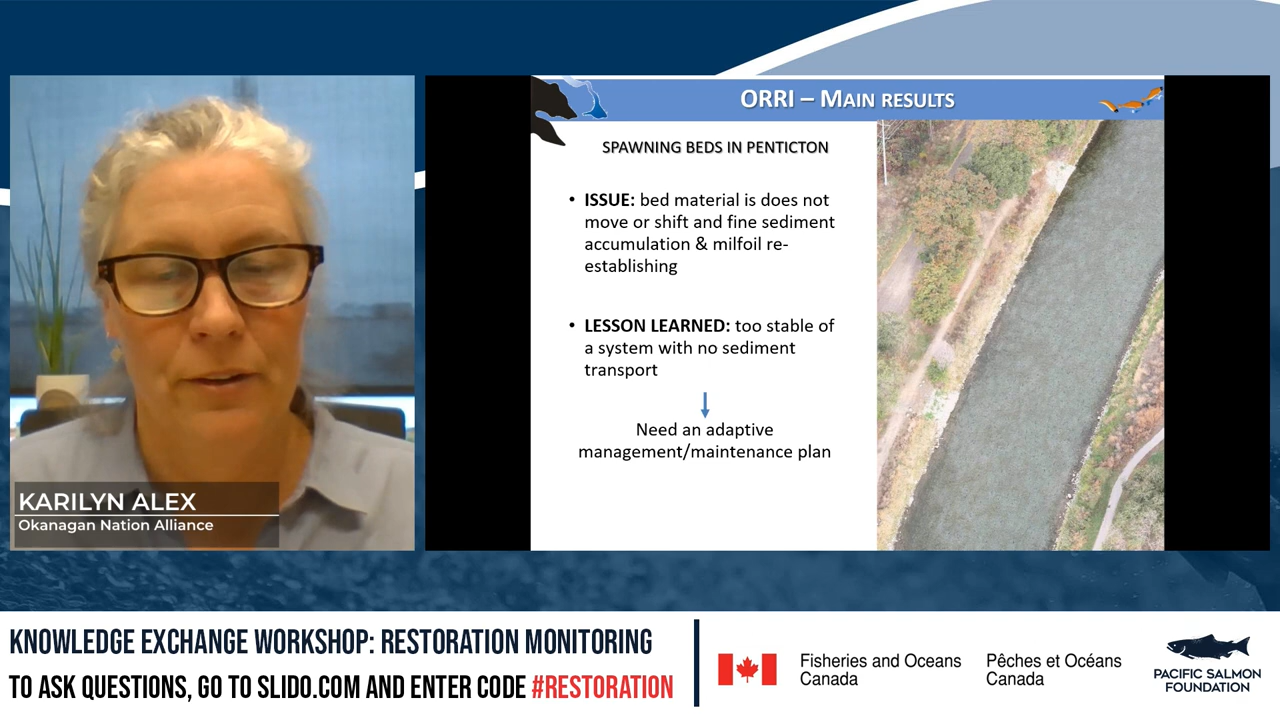 ORRI – MAIN RESULTS
SPAWNING BEDS IN PENTICTON
• ISSUE: bed material is does not
move or shift and fine sediment
accumulation & milfoil re-
establishing
• LESSON LEARNED: too stable of
a system with no sediment
transport
Need an adaptive
management/maintenance plan
KARILYN ALEX
Okanagan Nation Alliance
KNOWLEDGE EXCHANGE WORKSHOP: RESTORATION MONITORING
TO ASK QUESTIONS, GO TO SLIDO.COM AND ENTER CODE #RESTORATION
Fisheries and Oceans
Canada
Pêches et Océans
Canada
PACIFIC SALMON
FOUNDATION